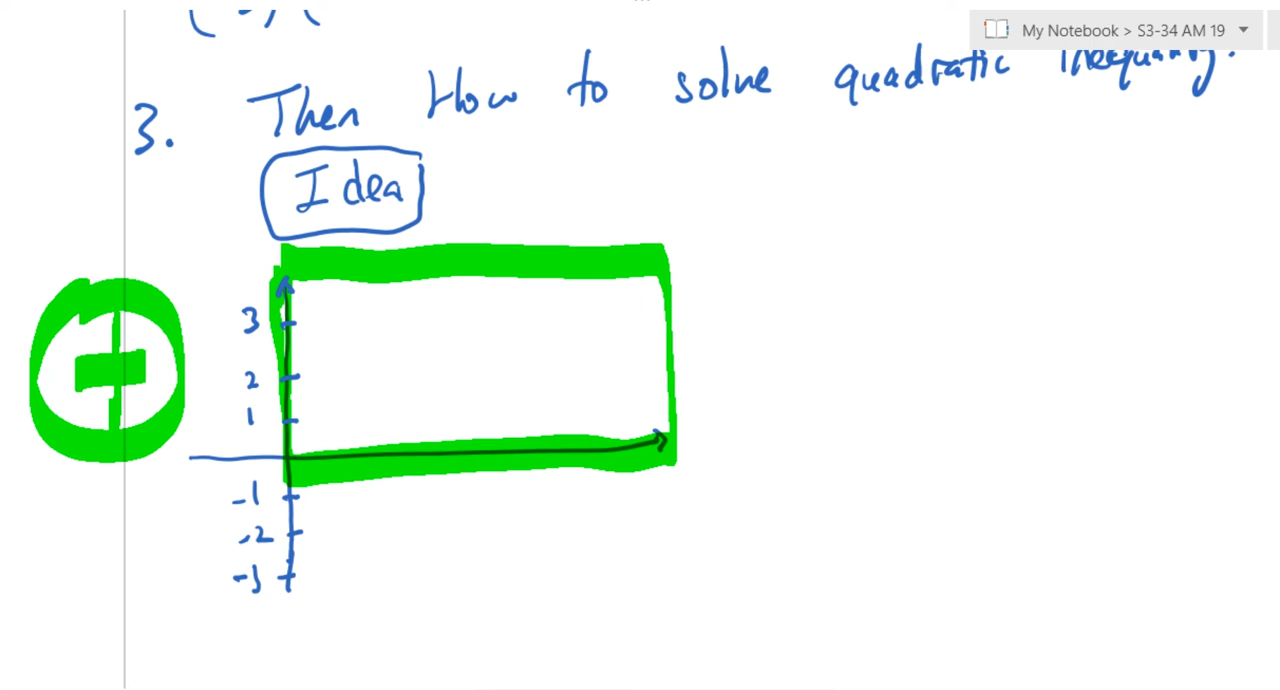 My Notebook > S3-34 AM 19
3. Then How to solve quadratic inequality.
Idea
3
2
1
-1
-2
-3